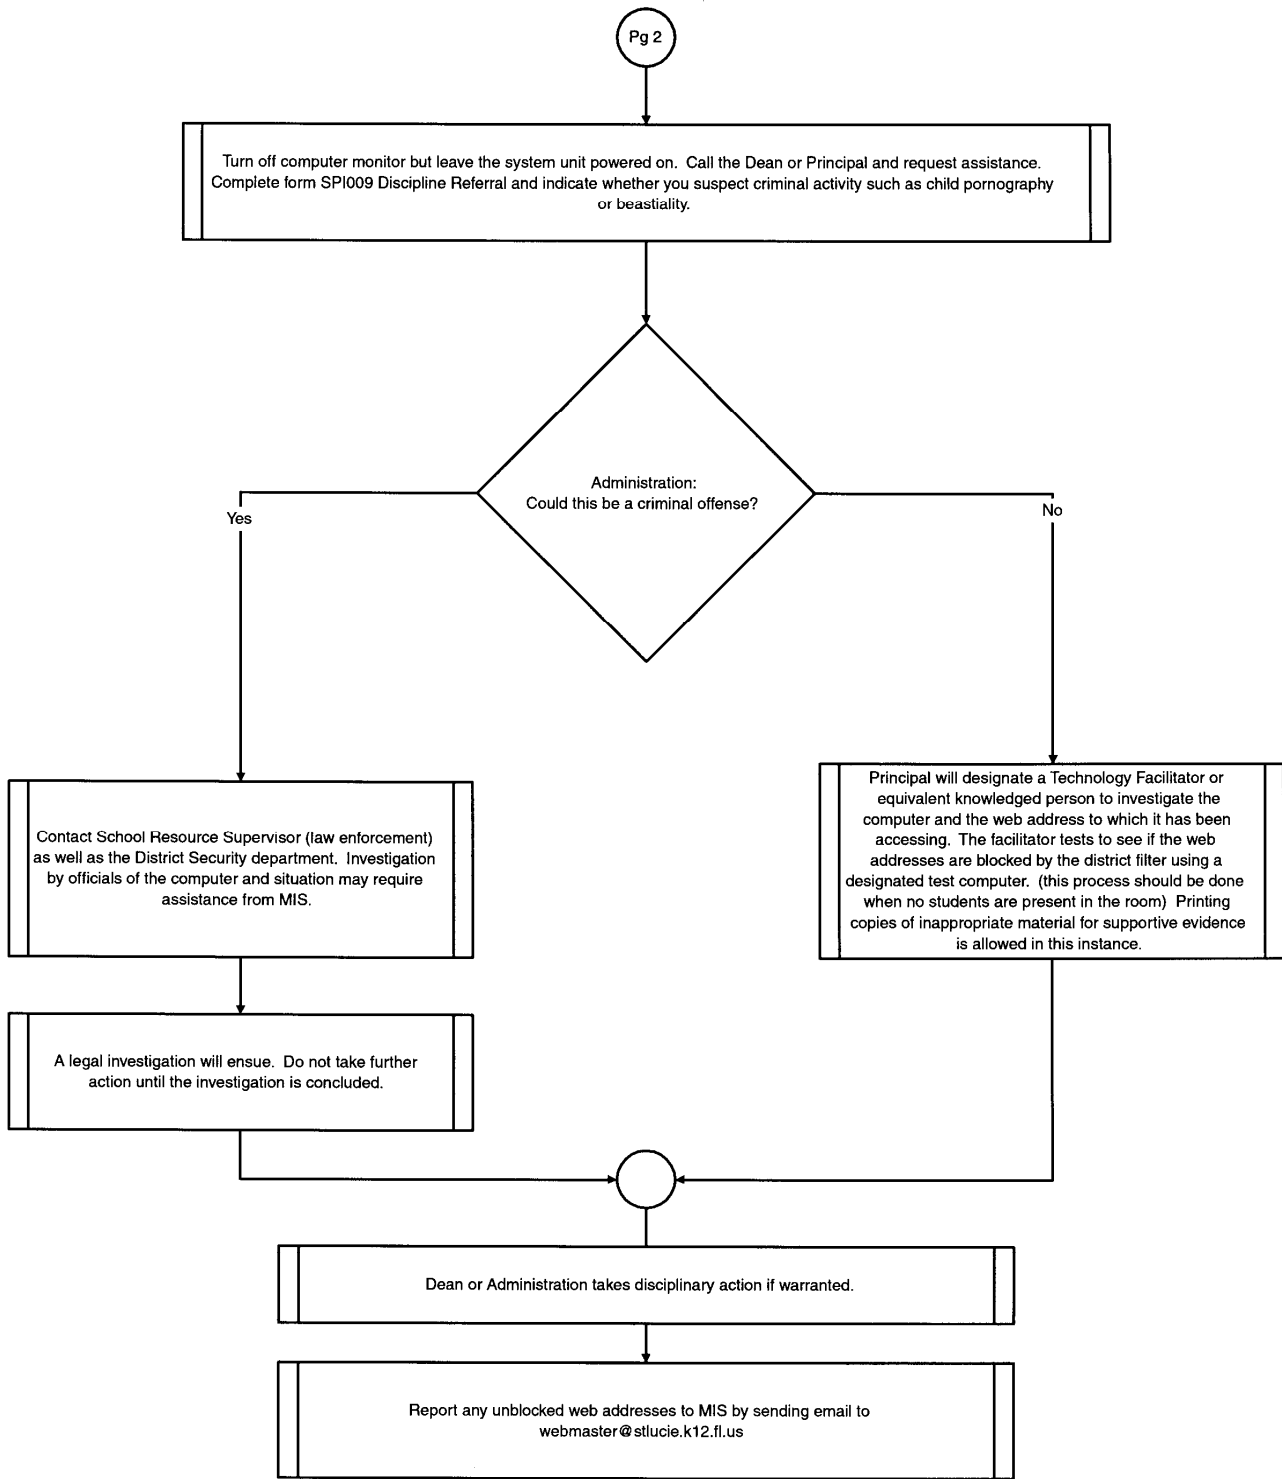 Pg 2
Turn off computer monitor but leave the system unit powered on. Call the Dean or Principal and request assistance.
Complete form SPI009 Discipline Referral and indicate whether you suspect criminal activity such as child pornography
or beastiality.
Administration:
Could this be a criminal offense?
Yes
No
Contact School Resource Supervisor (law enforcement)
as well as the District Security department. Investigation
by officials of the computer and situation may require
assistance from MIS.
Principal will designate a Technology Facilitator or
equivalent knowledged person to investigate the
computer and the web address to which it has been
accessing. The facilitator tests to see if the web
addresses are blocked by the district filter using a
designated test computer. (this process should be done
when no students are present in the room) Printing
copies of inappropriate material for supportive evidence
is allowed in this instance.
A legal investigation will ensue. Do not take further
action until the investigation is concluded.
Dean or Administration takes disciplinary action if warranted.
Report any unblocked web addresses to MIS by sending email to
webmaster@stlucie.k12.fl.us